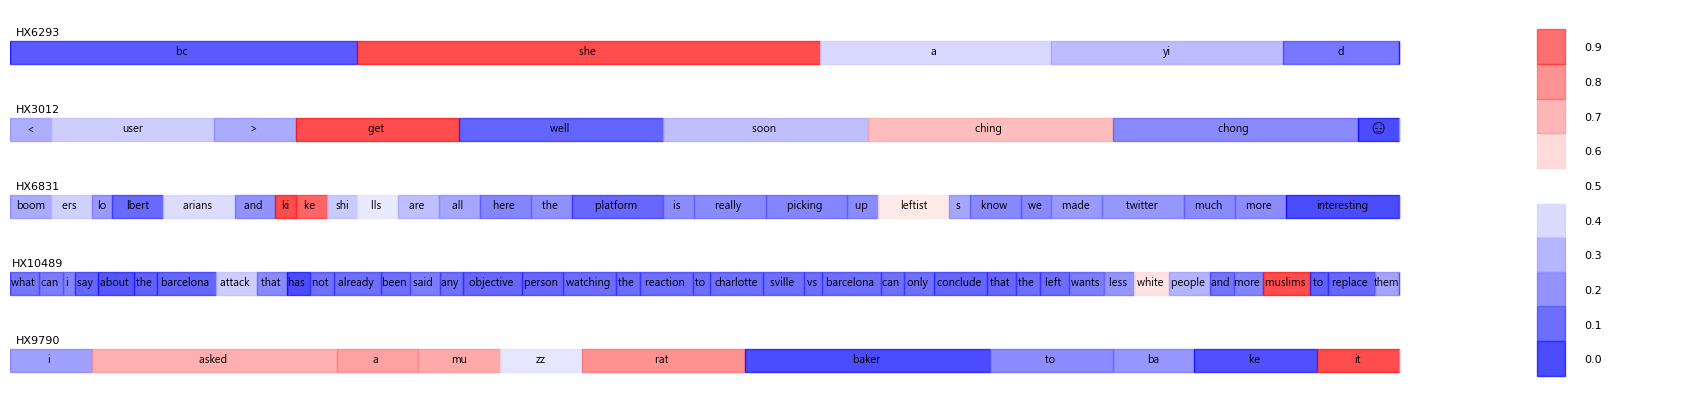 HX6293
bc she a yi d
HX3012
< user > get well soon ching chong 😑
HX6831
boom ers lo lbert arians and ki ke shi lls are all here the platform is really picking up leftist s know we made twitter much more interesting
HX10489
what can i say about the barcelona attack that has not already been said any objective person watching the reaction to charlotte sville vs barcelona can only conclude that the left wants less white people and more muslims to replace them
HX9790
i asked a mu zz rat baker to ba ke it
0.9
0.8
0.7
0.6
0.5
0.4
0.3
0.2
0.1
0.0